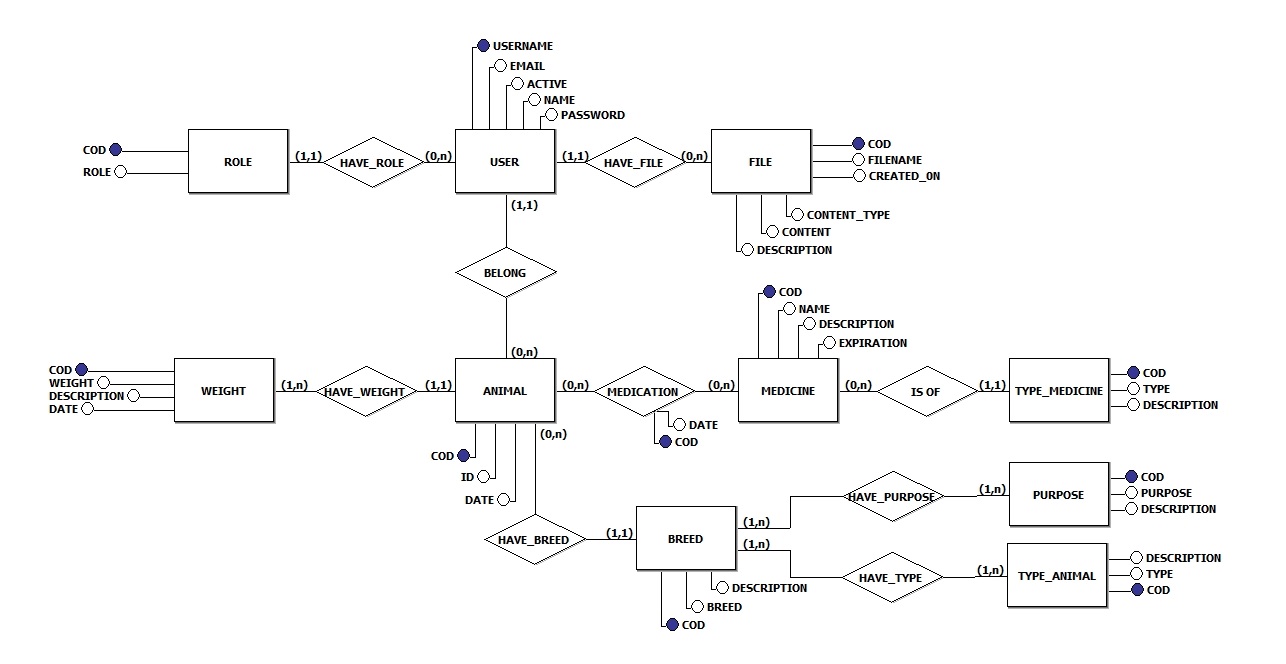 USERNAME
EMAIL
ACTIVE
NAME
PASSWORD
COD
ROLE
ROLE
(1,1)
HAVE_ROLE
(0,n)
USER
(1,1)
HAVE_FILE
(0,n)
FILE
COD
FILENAME
CREATED_0N
CONTENT_TYPE
CONTENT
DESCRIPTION
(1,1)
BELONG
(0,n)
COD
NAME
DESCRIPTION
EXPIRATION
COD
WEIGHT
DESCRIPTION
DATE
WEIGHT
(1,n)
HAVE_WEIGHT
(1,1)
ANIMAL
(0,n)
MEDICATION
(0,n)
MEDICINE
(0,n)
IS OF
(1,1)
TYPE_MEDICINE
COD
TYPE
DESCRIPTION
DATE
COD
(0,n)
COD
ID
DATE
HAVE_BREED
(1,1)
BREED
(1,n)
(1,n)
HAVE_PURPOSE
(1,n)
PURPOSE
COD
PURPOSE
DESCRIPTION
HAVE_TYPE
(1,n)
TYPE_ANIMAL
DESCRIPTION
TYPE
COD
DESCRIPTION
BREED
COD